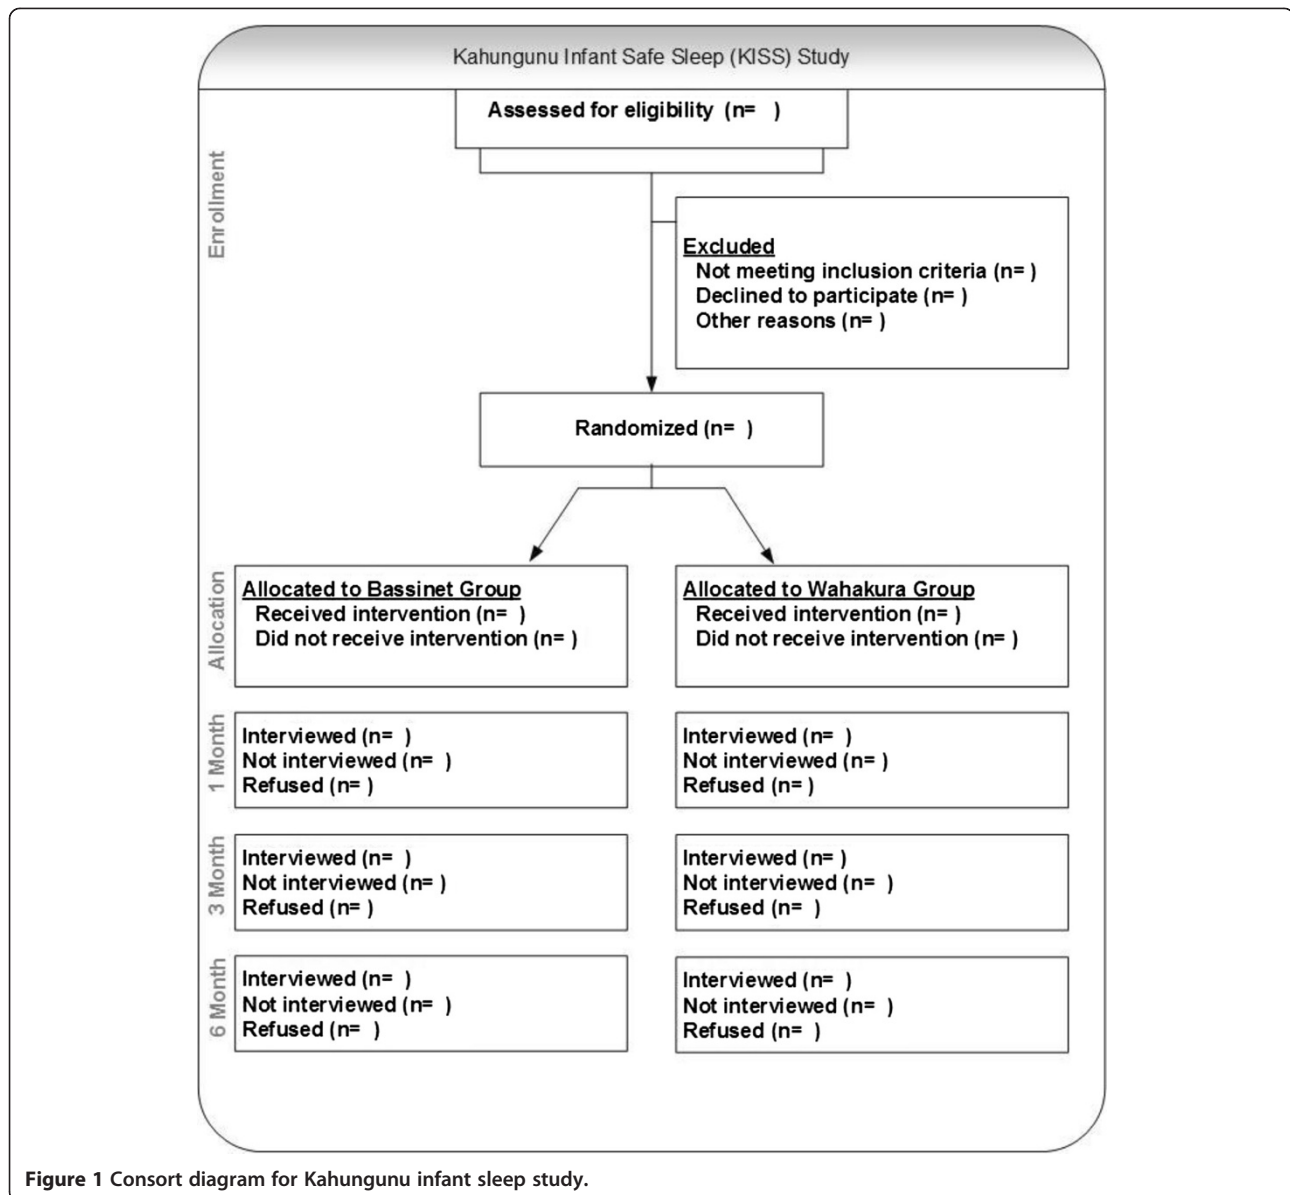 Kahungunu Infant Safe Sleep (KISS) Study
Assessed for eligibility (n= )
Enrollment
Excluded
Not meeting inclusion criteria (n= )
Declined to participate (n= )
Other reasons (n= )
Randomized (n= )
Allocation
Allocated to Bassinet Group
Received intervention (n= )
Did not receive intervention (n= )
Allocated to Wahakura Group
Received intervention (n= )
Did not receive intervention (n= )
1 Month
Interviewed (n= )
Not interviewed (n= )
Refused (n= )
Interviewed (n= )
Not interviewed (n= )
Refused (n= )
3 Month
Interviewed (n= )
Not interviewed (n= )
Refused (n= )
Interviewed (n= )
Not interviewed (n= )
Refused (n= )
6 Month
Interviewed (n= )
Not interviewed (n= )
Refused (n= )
Interviewed (n= )
Not interviewed (n= )
Refused (n= )
Figure 1 Consort diagram for Kahungunu infant sleep study.